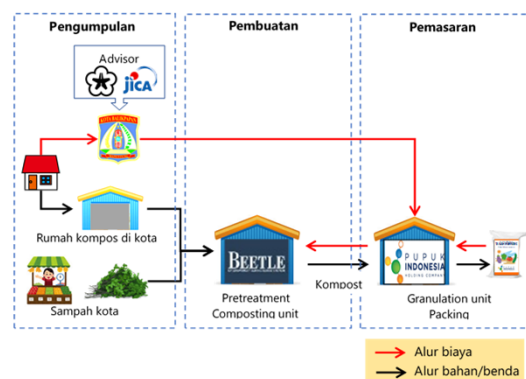 Pengumpulan
Pembuatan
Pemasaran
Advisor
jICA
Rumah kompos di kota
Sampah kota
BEETLE
Pretreatment
Composting unit
Kompost
PUPUK
INDONESIA
HOLDING COMPANY
Granulation unit
Packing
Alur biaya
Alur bahan/benda